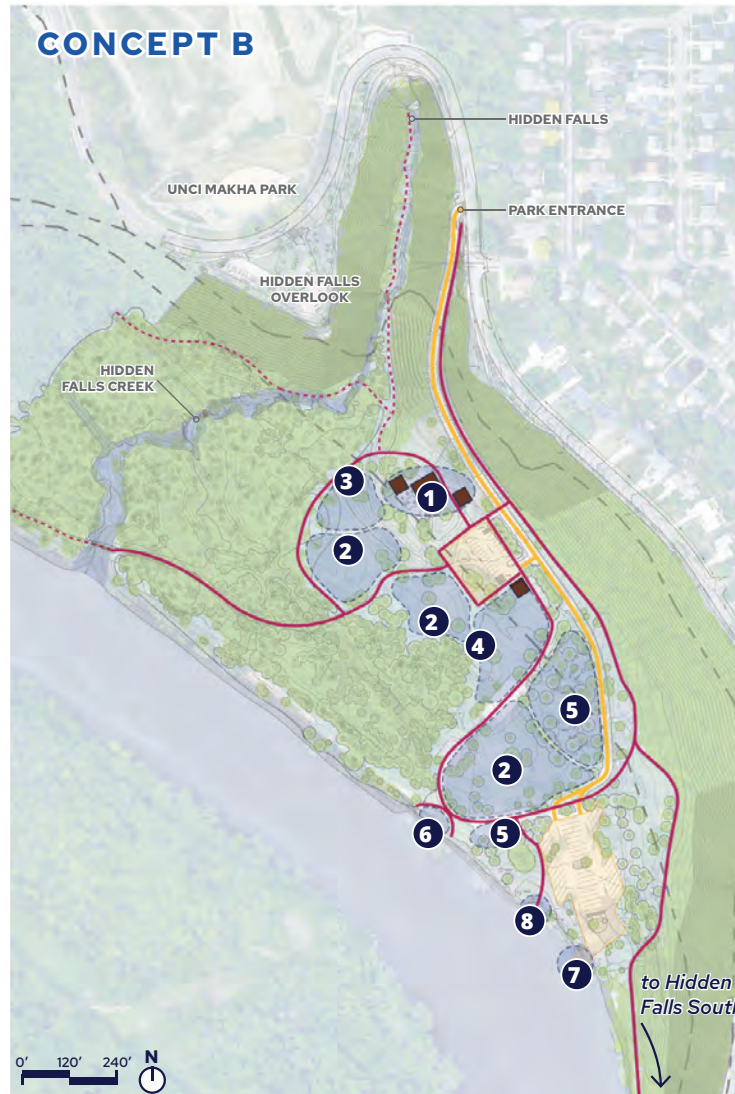 CONCEPT B
HIDDEN FALLS
UNCI MAKHA PARK
PARK ENTRANCE
HIDDEN FALLS
OVERLOOK
HIDDEN
FALLS CREEK
3
1
2
2
4
5
2
6
5
8
7
to Hidden
Falls South
0' 120' 240'
N